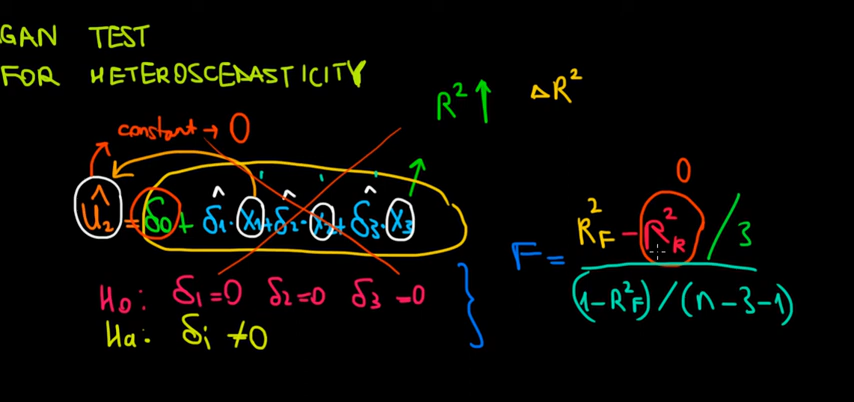 GAN TEST
FOR HETEROSCEDASTICITY
R² ↑ ΔR²
constant → 0
û₂ = δ₀ + δ̂₁·x₁ + δ̂₂·x₂ + δ̂₃·x₃
H₀: δ₁=0 δ₂=0 δ₃=0
Ha: δᵢ ≠0
0
F = R²F - R²R / 3
(1-R²F) / (n-3-1)